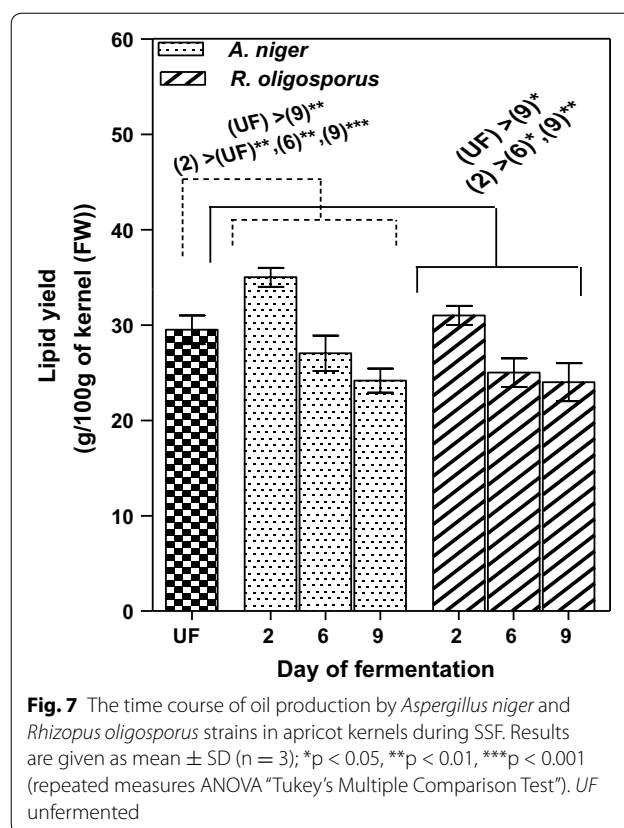 60
50
40
30
20
10
0
Lipid yield
(g/100g of kernel (FW))
A. niger
R. oligosporus
(UF) >(9)**
(2) >(UF)**,(6)**,(9)***
(UF) >(9)*
(2) >(6)*,(9)**
UF 2 6 9 2 6 9
Day of fermentation
Fig. 7 The time course of oil production by Aspergillus niger and
Rhizopus oligosporus strains in apricot kernels during SSF. Results
are given as mean ± SD (n = 3); *p < 0.05, **p < 0.01, ***p < 0.001
(repeated measures ANOVA “Tukey’s Multiple Comparison Test”). UF
unfermented